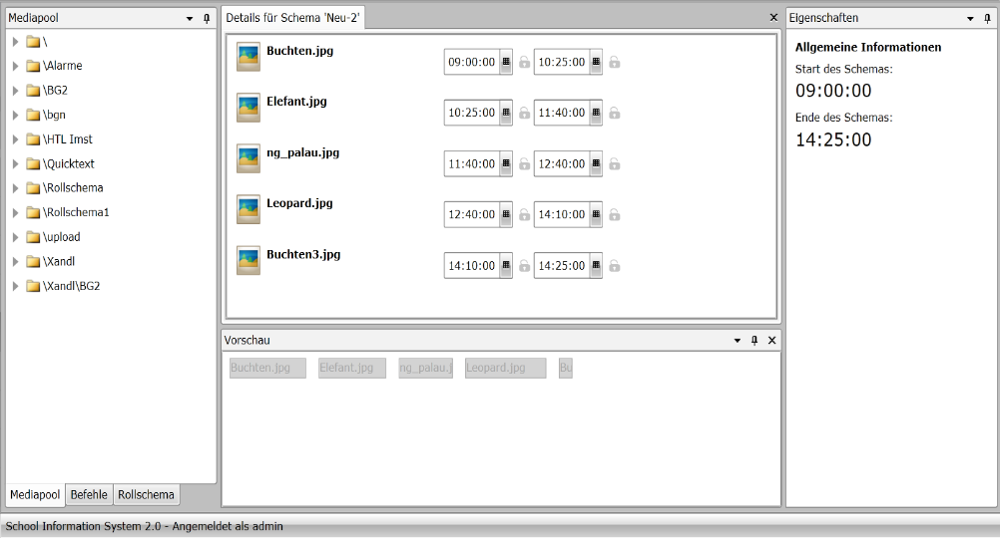 Mediapool
\
\Alarme
\BG2
\bgn
\HTL Imst
\Quicktext
\Rollschema
\Rollschema1
\upload
\Xandl
\Xandl\BG2
Mediapool Befehle Rollschema
Details für Schema 'Neu-2'
Buchten.jpg
09:00:00 10:25:00
Elefant.jpg
10:25:00 11:40:00
ng_palau.jpg
11:40:00 12:40:00
Leopard.jpg
12:40:00 14:10:00
Buchten3.jpg
14:10:00 14:25:00
Vorschau
Buchten.jpg Elefant.jpg ng_palau.j Leopard.jpg Bu
Eigenschaften
Allgemeine Informationen
Start des Schemas:
09:00:00
Ende des Schemas:
14:25:00
School Information System 2.0 - Angemeldet als admin